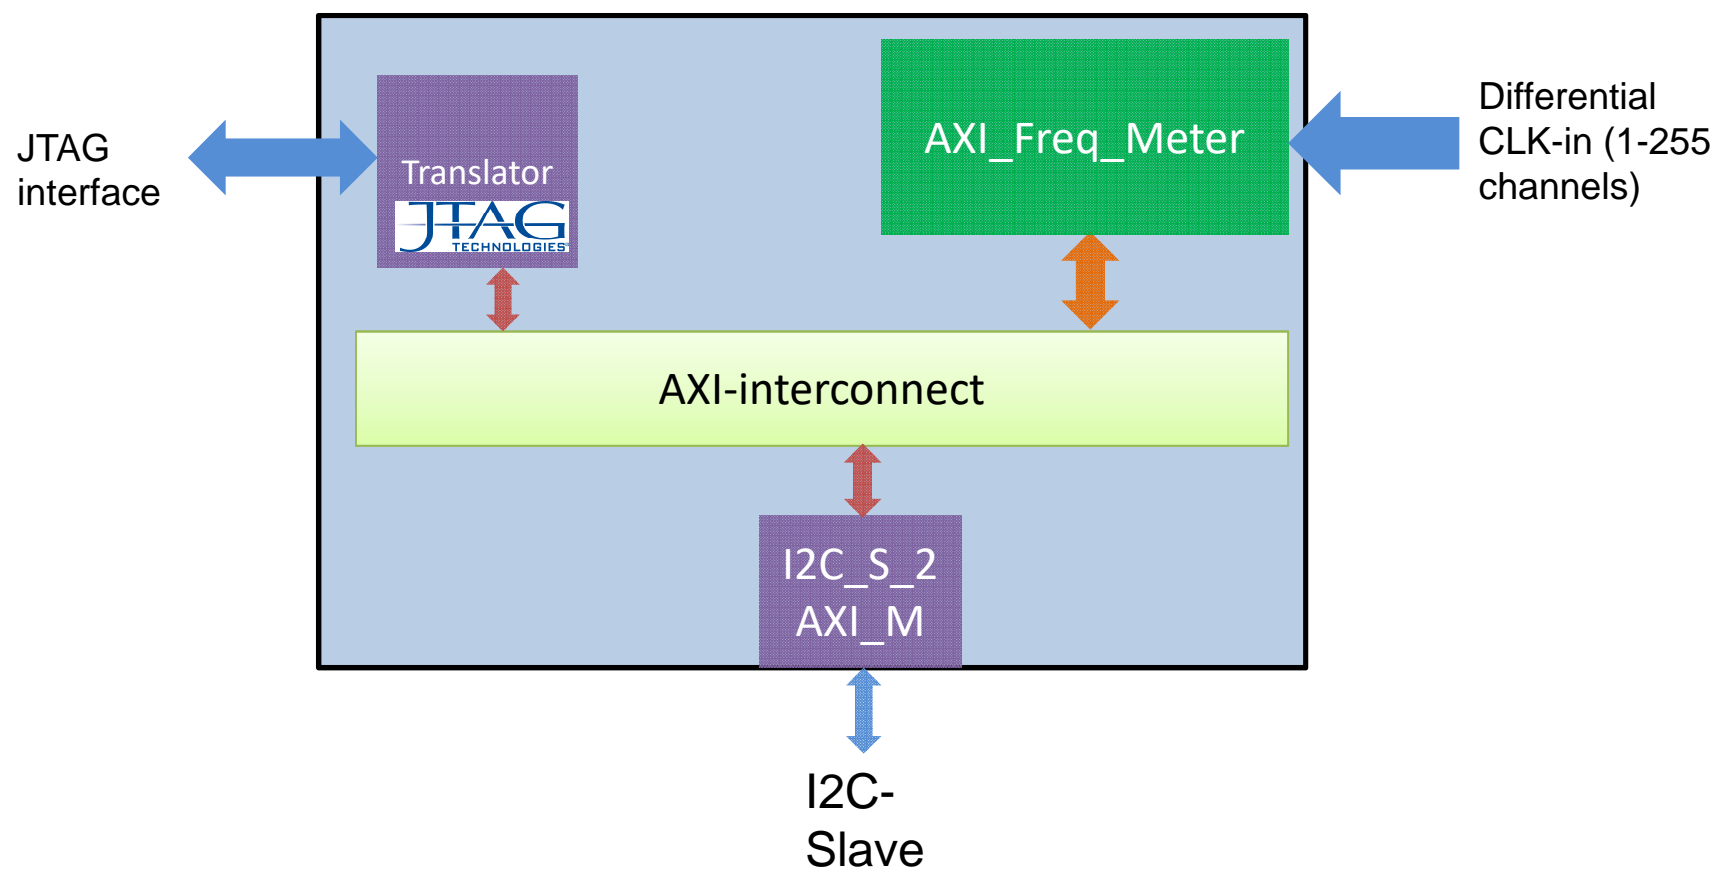 JTAG
interface
Translator
JTAG
TECHNOLOGIES
AXI_Freq_Meter
Differential
CLK-in (1-255
channels)
AXI-interconnect
I2C_S_2
AXI_M
I2C-
Slave